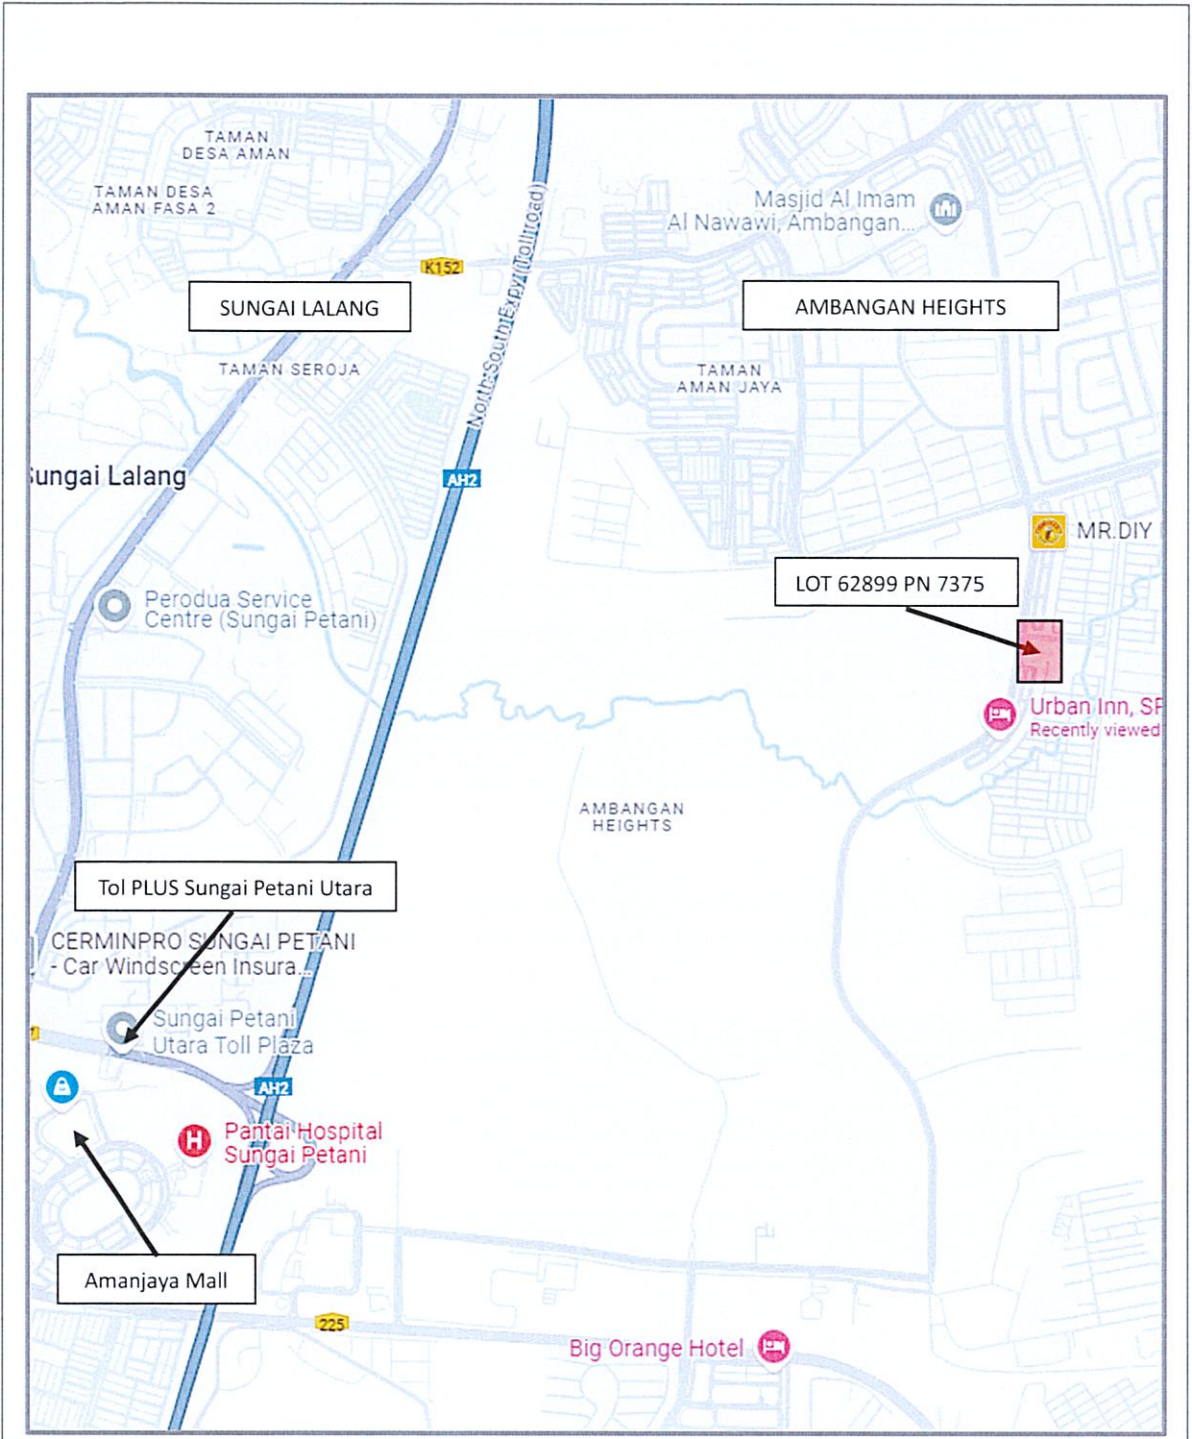 TAMAN
DESA AMAN
TAMAN DESA
AMAN FASA 2
Masjid Al Imam
Al Nawawi, Ambangan...
K152
North-South Expy (Toll road)
SUNGAI LALANG
AMBANGAN HEIGHTS
TAMAN SEROJA
TAMAN
AMAN JAYA
Sungai Lalang
AH2
MR.DIY
LOT 62899 PN 7375
Perodua Service
Centre (Sungai Petani)
Urban Inn, SP
Recently viewed
AMBANGAN
HEIGHTS
Tol PLUS Sungai Petani Utara
CERMINPRO SUNGAI PETANI
- Car Windscreen Insura...
Sungai Petani
Utara Toll Plaza
AH2
H
Pantai Hospital
Sungai Petani
Amanjaya Mall
225
Big Orange Hotel